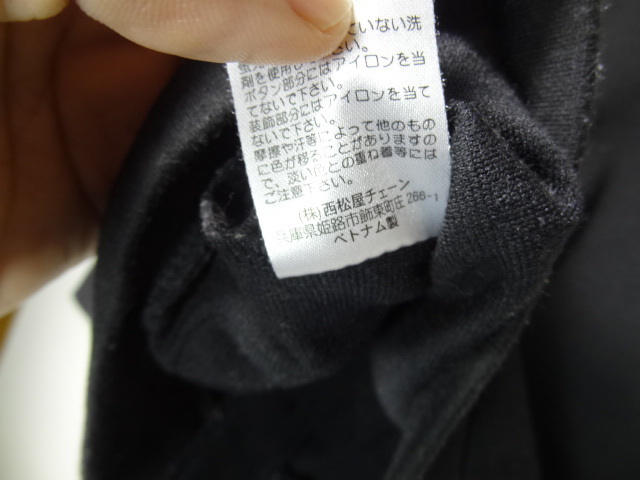 ていない洗
剤を使用して下さい。
ボタン部分にはアイロンを当
てないで下さい。
装飾部分にはアイロンを当て
ないで下さい。
摩擦や汗等によって他のもの
に色が移ることがありますの
で、淡い色との重ね着等には
ご注意下さい。
(株)西松屋チェーン
兵庫県姫路市飾東町庄266-1
ベトナム製